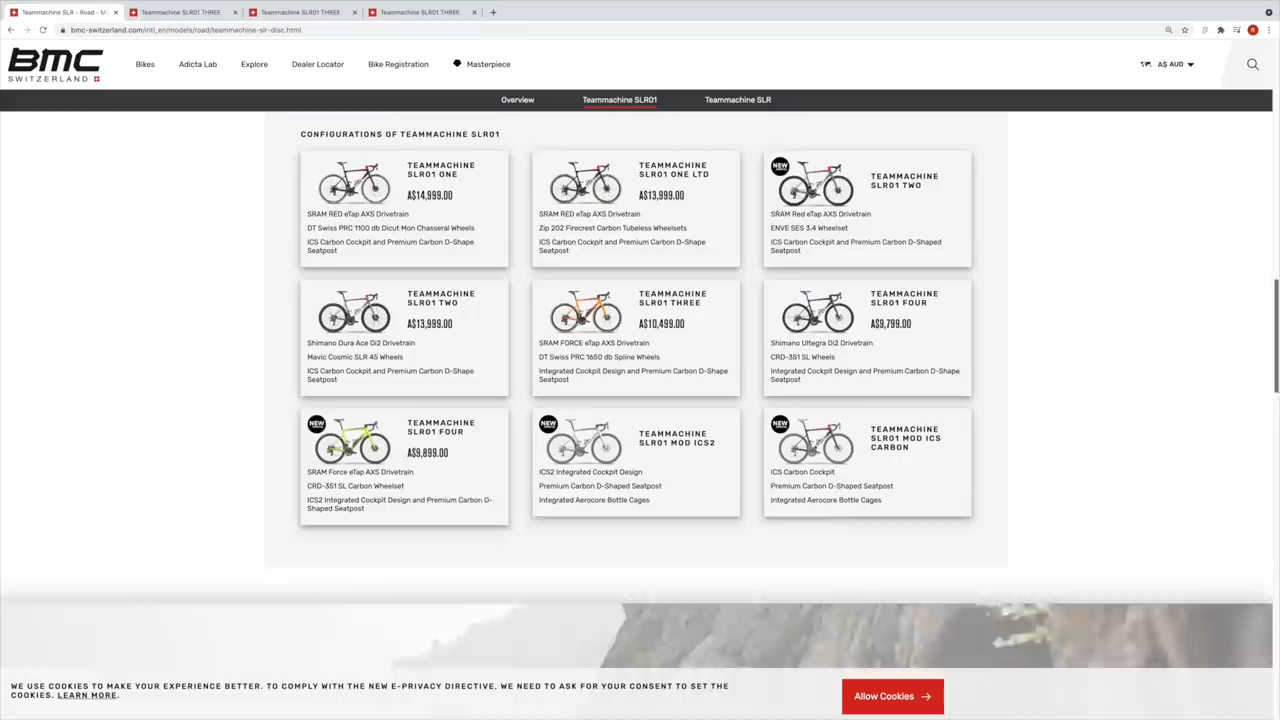 Teammachine SLR - Road - M
Teammachine SLR01 THREE
Teammachine SLR01 THREE
Teammachine SLR01 THREE
bmc-switzerland.com/intl_en/models/road/teammachine-slr-disc.html
R
BMC
SWITZERLAND
Bikes
Adicta Lab
Explore
Dealer Locator
Bike Registration
Masterpiece
A$ AUD
Overview
Teammachine SLR01
Teammachine SLR
CONFIGURATIONS OF TEAMMACHINE SLR01
TEAMMACHINE
SLR01 ONE
A$14,999.00
SRAM RED eTap AXS Drivetrain
DT Swiss PRC 1100 db Dicut Mon Chasseral Wheels
ICS Carbon Cockpit and Premium Carbon D-Shape
Seatpost
TEAMMACHINE
SLR01 ONE LTD
A$13,999.00
SRAM RED eTap AXS Drivetrain
Zip 202 Firecrest Carbon Tubeless Wheelsets
ICS Carbon Cockpit and Premium Carbon D-Shape
Seatpost
NEW
TEAMMACHINE
SLR01 TWO
SRAM Red eTap AXS Drivetrain
ENVE SES 3.4 Wheelset
ICS Carbon Cockpit and Premium Carbon D-Shaped
Seatpost
TEAMMACHINE
SLR01 TWO
A$13,999.00
Shimano Dura Ace Di2 Drivetrain
Mavic Cosmic SLR 45 Wheels
ICS Carbon Cockpit and Premium Carbon D-Shape
Seatpost
TEAMMACHINE
SLR01 THREE
A$10,499.00
SRAM FORCE eTap AXS Drivetrain
DT Swiss PRC 1650 db Spline Wheels
Integrated Cockpit Design and Premium Carbon D-Shape
Seatpost
TEAMMACHINE
SLR01 FOUR
A$9,799.00
Shimano Ultegra Di2 Drivetrain
CRD-351 SL Wheels
Integrated Cockpit Design and Premium Carbon D-Shape
Seatpost
NEW
TEAMMACHINE
SLR01 FOUR
A$9,899.00
SRAM Force eTap AXS Drivetrain
CRD-351 SL Carbon Wheelset
ICS2 Integrated Cockpit Design and Premium Carbon D-
Shaped Seatpost
NEW
TEAMMACHINE
SLR01 MOD ICS2
ICS2 Integrated Cockpit Design
Premium Carbon D-Shaped Seatpost
Integrated Aerocore Bottle Cages
NEW
TEAMMACHINE
SLR01 MOD ICS
CARBON
ICS Carbon Cockpit
Premium Carbon D-Shaped Seatpost
Integrated Aerocore Bottle Cages
WE USE COOKIES TO MAKE YOUR EXPERIENCE BETTER. TO COMPLY WITH THE NEW E-PRIVACY DIRECTIVE, WE NEED TO ASK FOR YOUR CONSENT TO SET THE
COOKIES. LEARN MORE.
Allow Cookies